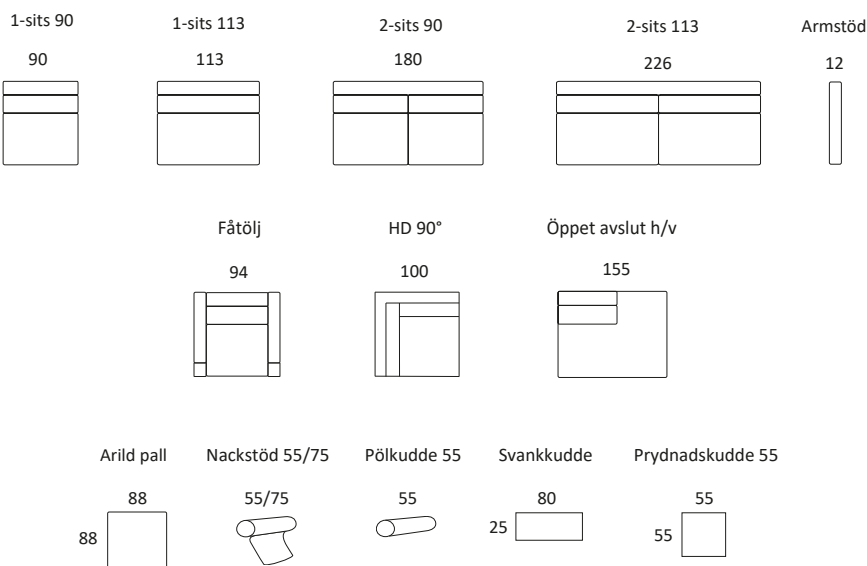 1-sits 90 1-sits 113 2-sits 90 2-sits 113 Armstöd
90 113 180 226 12
Fåtölj HD 90° Öppet avslut h/v
94 100 155
Arild pall Nackstöd 55/75 Pölkudde 55 Svankkudde Prydnadskudde 55
88 55/75 55 80 55
88 25 55